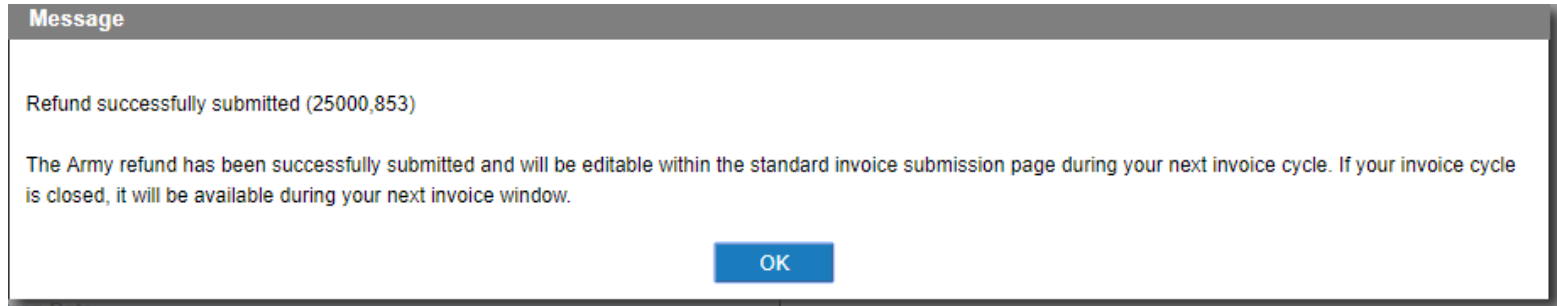 Message
Refund successfully submitted (25000,853)
The Army refund has been successfully submitted and will be editable within the standard invoice submission page during your next invoice cycle. If your invoice cycle
is closed, it will be available during your next invoice window.
OK